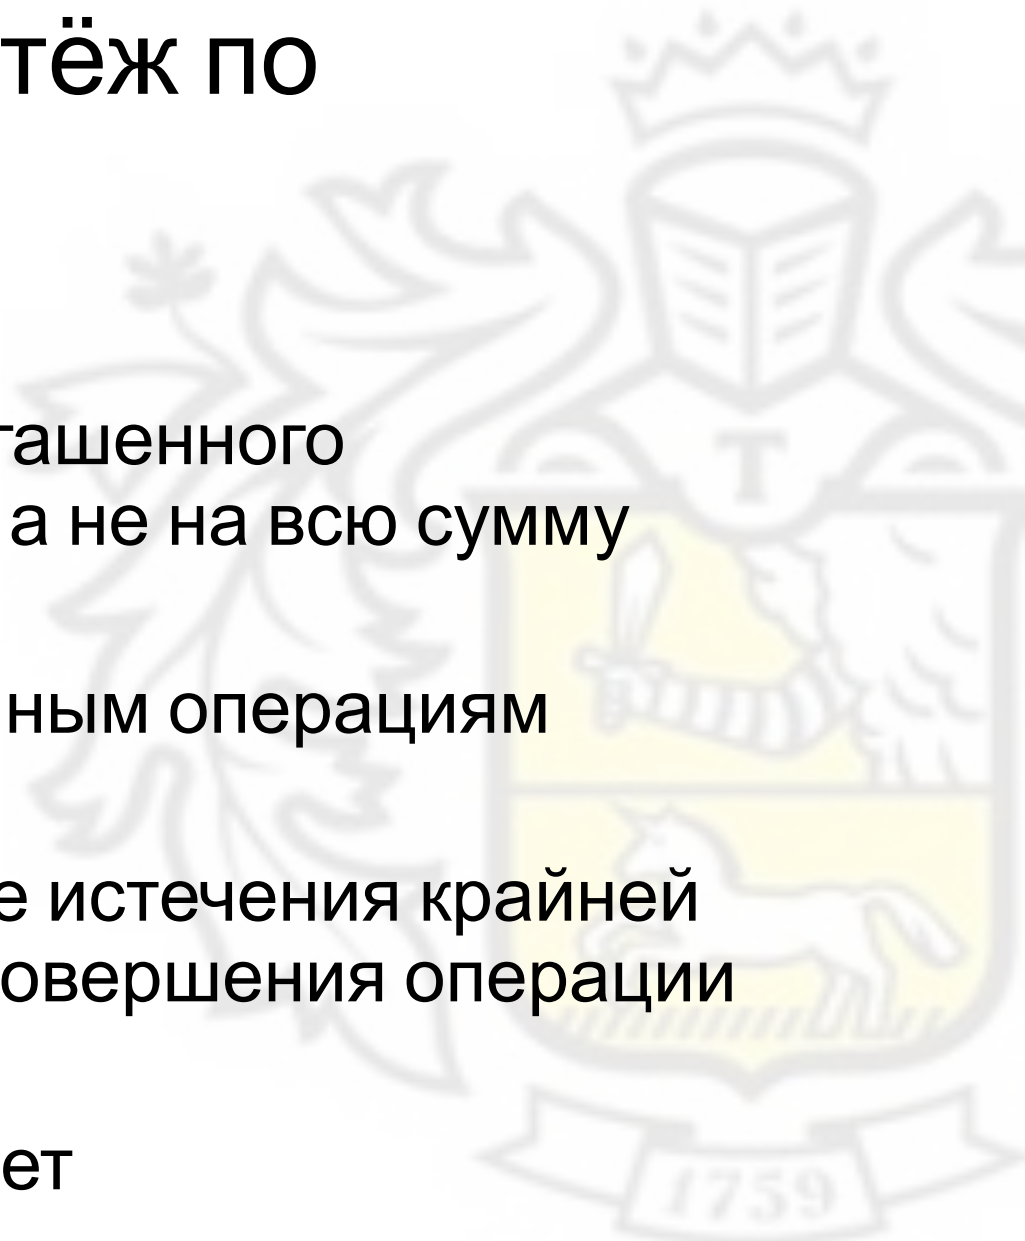 тёж по
гашенного
а не на всю сумму
ным операциям
е истечения крайней
овершения операции
ет
Т
1759